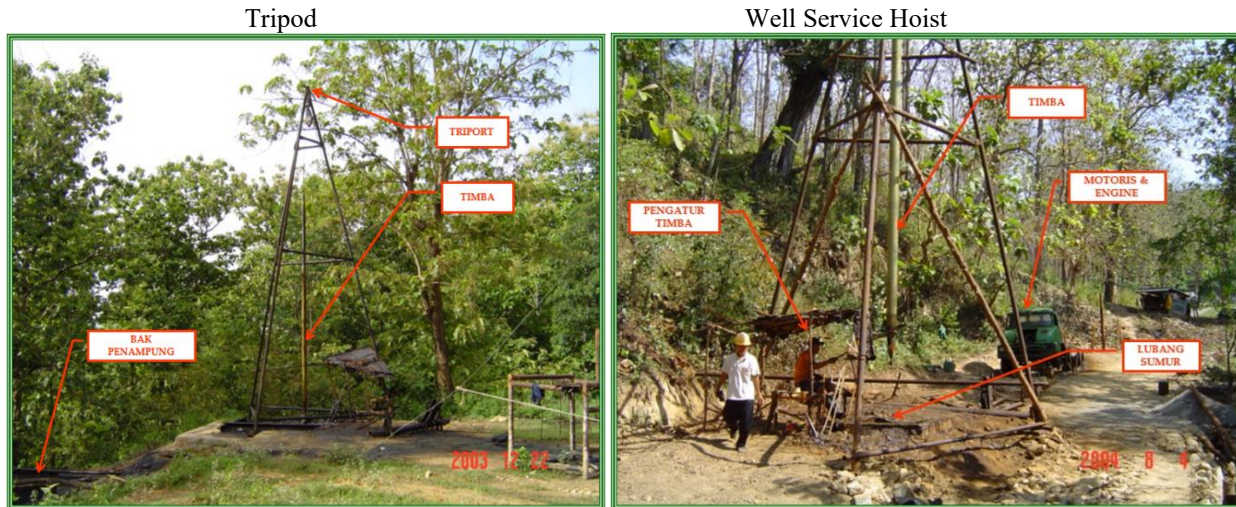 Tripod
Well Service Hoist
TRIPORT
TIMBA
BAK
PENAMPUNG
2003 12 22
TIMBA
MOTORIS &
ENGINE
PENGATUR
TIMBA
LUBANG
SUMUR
2004 8 4